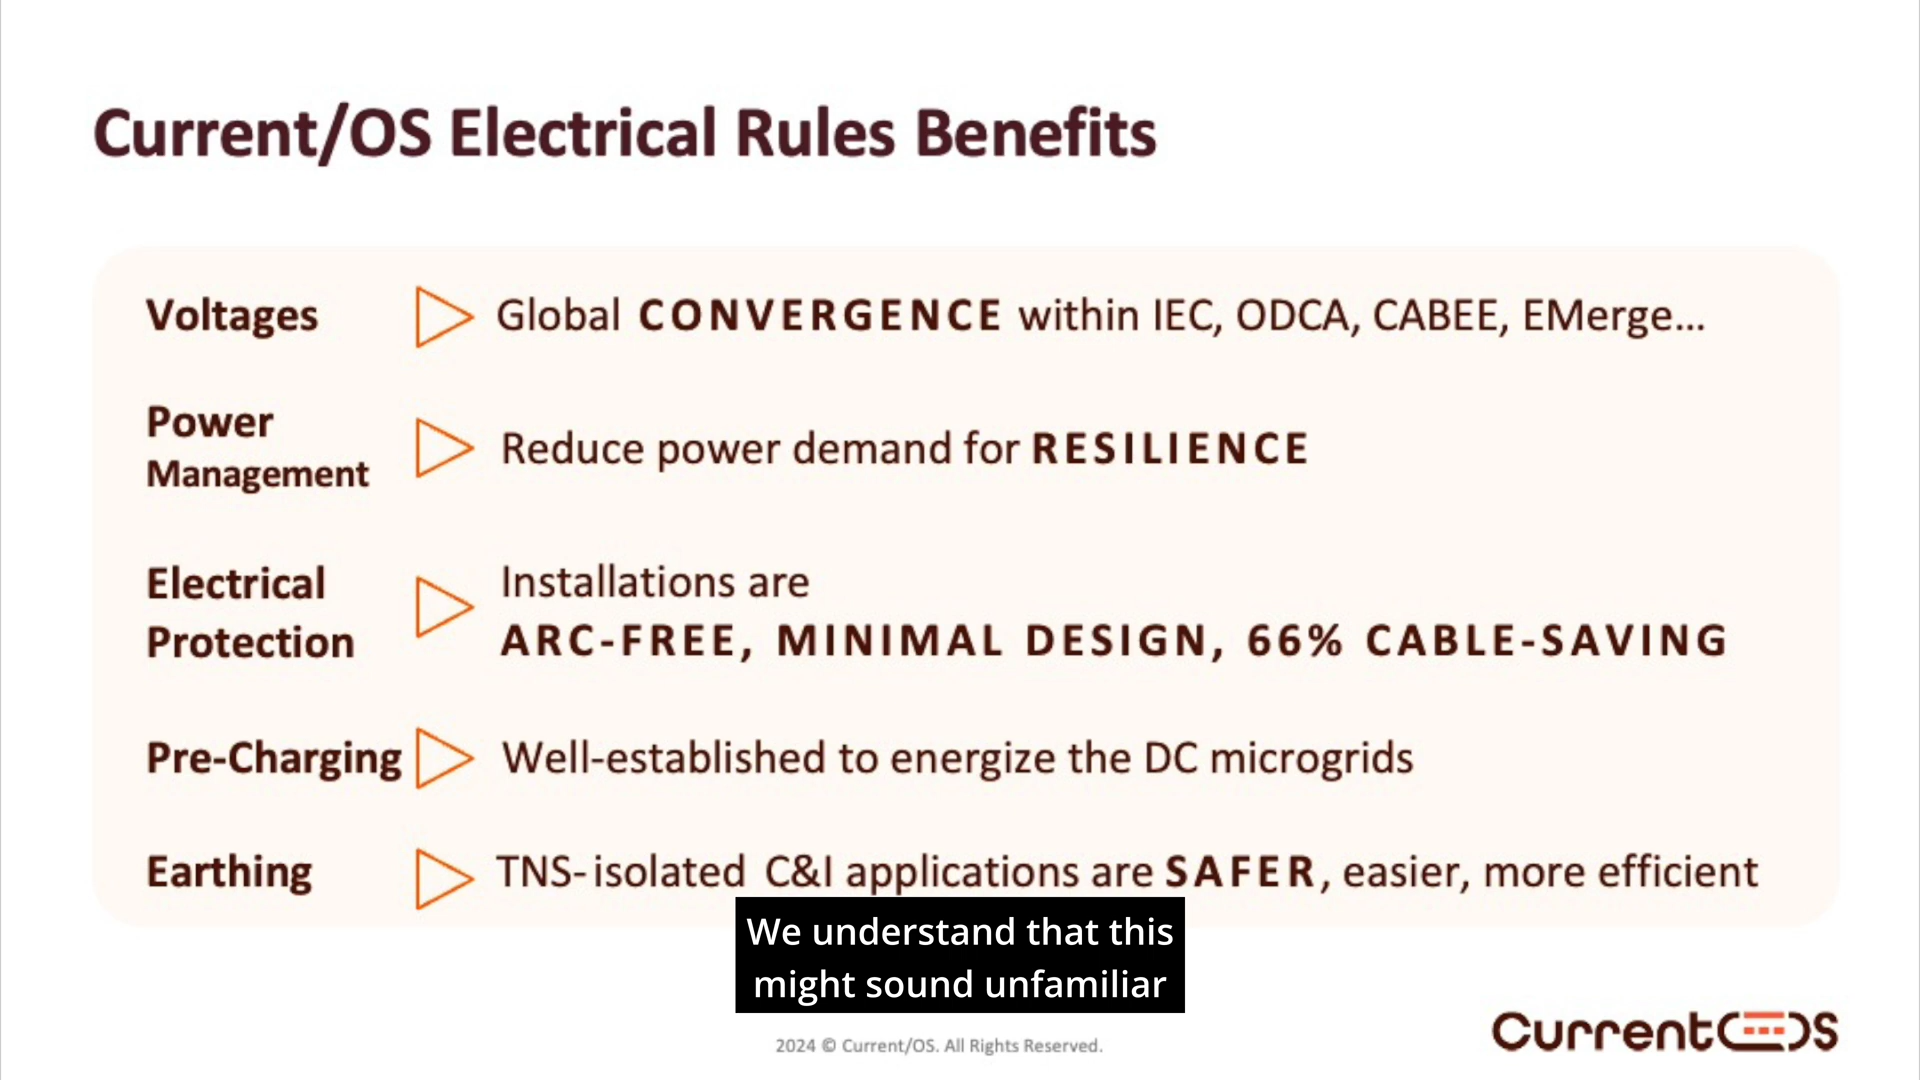 Current/OS Electrical Rules Benefits
Voltages Global CONVERGENCE within IEC, ODCA, CABEE, EMerge...
Power
Management
Reduce power demand for RESILIENCE
Electrical
Protection
Installations are
ARC-FREE, MINIMAL DESIGN, 66% CABLE-SAVING
Pre-Charging Well-established to energize the DC microgrids
Earthing TNS-isolated C&I applications are SAFER, easier, more efficient
We understand that this
might sound unfamiliar
2024 © Current/OS. All Rights Reserved.
Current OS